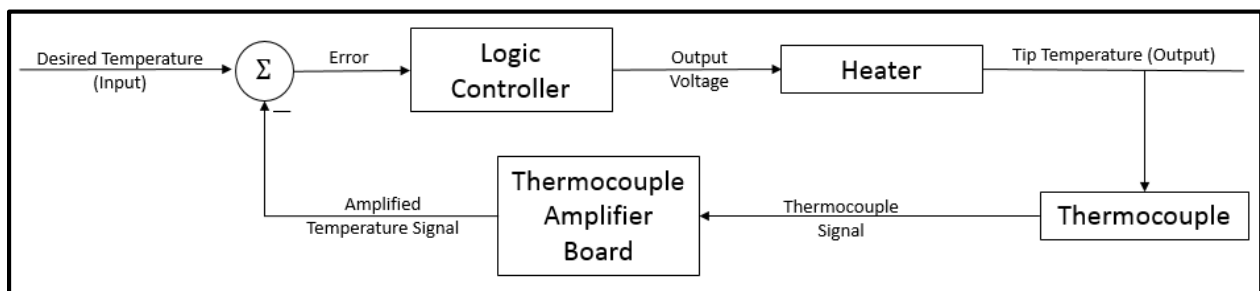 Desired Temperature
(Input)
Σ
Error
Logic
Controller
Output
Voltage
Heater
Tip Temperature (Output)
—
Thermocouple
Amplifier
Board
Amplified
Temperature Signal
Thermocouple
Signal
Thermocouple